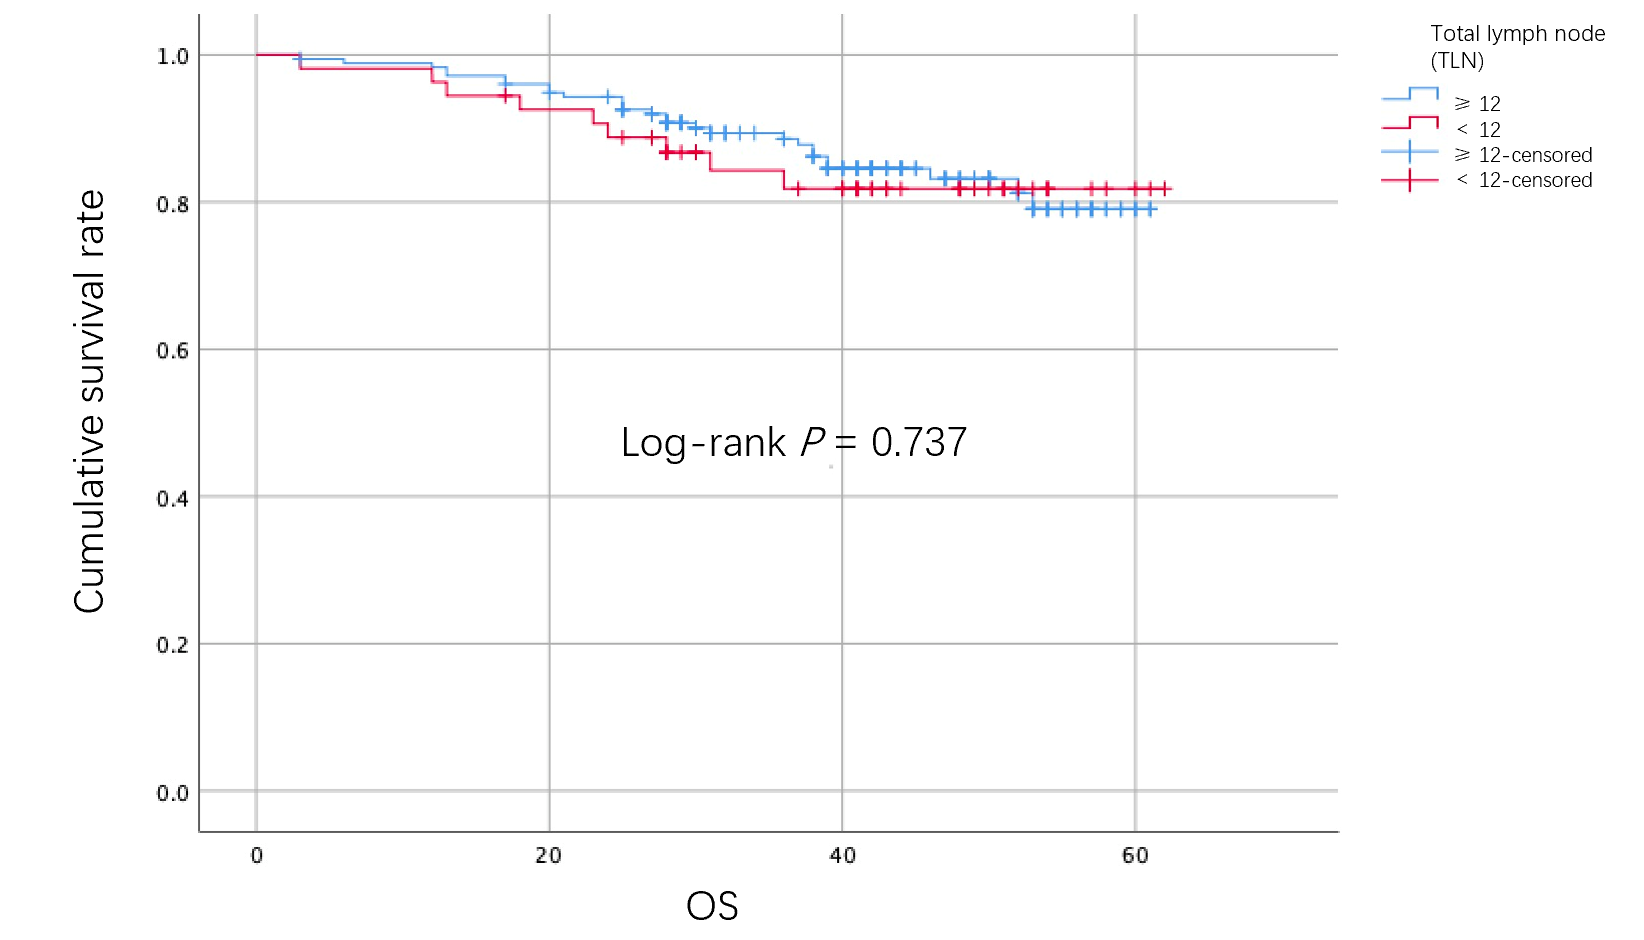 Total lymph node
(TLN)
⩾ 12
< 12
⩾ 12-censored
< 12-censored
Cumulative survival rate
1.0
0.8
0.6
0.4
0.2
0.0
Log-rank P = 0.737
0 20 40 60
OS